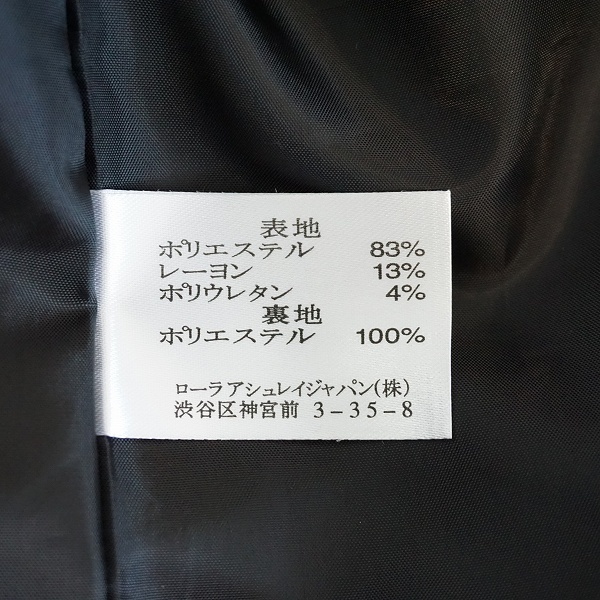 表地
ポリエステル 83%
レーヨン 13%
ポリウレタン 4%
裏地
ポリエステル 100%
ローラアシュレイジャパン(株)
渋谷区神宮前 3-35-8